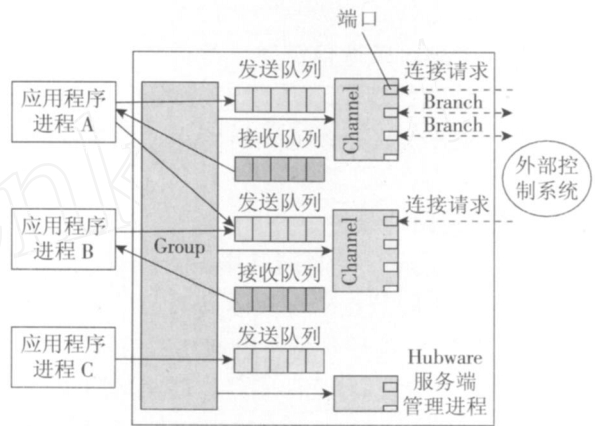 端口
发送队列
连接请求
应用程序
进程 A
Channel
Branch
Branch
接收队列
外部控
制系统
发送队列
连接请求
应用程序
进程 B
Group
Channel
接收队列
应用程序
进程 C
发送队列
Hubware
服务端
管理进程